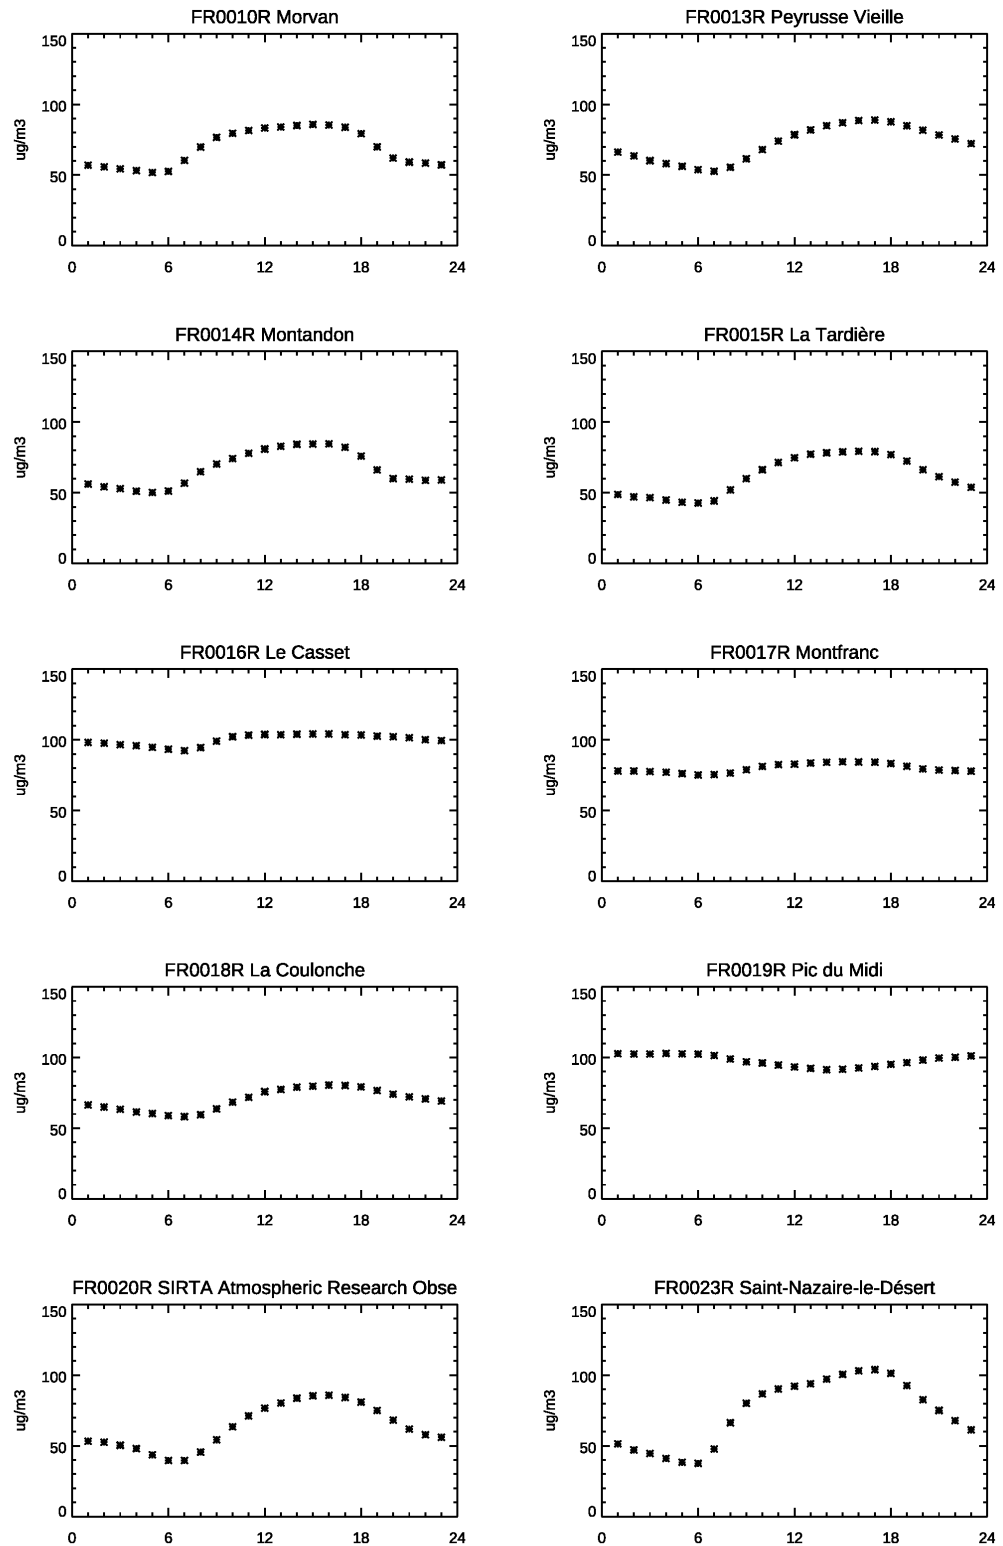 FR0010R Morvan
FR0013R Peyrusse Vieille
150
100
50
0
ug/m3
0 6 12 18 24
150
100
50
0
ug/m3
0 6 12 18 24
FR0014R Montandon
FR0015R La Tardière
150
100
50
0
ug/m3
0 6 12 18 24
150
100
50
0
ug/m3
0 6 12 18 24
FR0016R Le Casset
FR0017R Montfranc
150
100
50
0
ug/m3
0 6 12 18 24
150
100
50
0
ug/m3
0 6 12 18 24
FR0018R La Coulonche
FR0019R Pic du Midi
150
100
50
0
ug/m3
0 6 12 18 24
150
100
50
0
ug/m3
0 6 12 18 24
FR0020R SIRTA Atmospheric Research Obse
FR0023R Saint-Nazaire-le-Désert
150
100
50
0
ug/m3
0 6 12 18 24
150
100
50
0
ug/m3
0 6 12 18 24